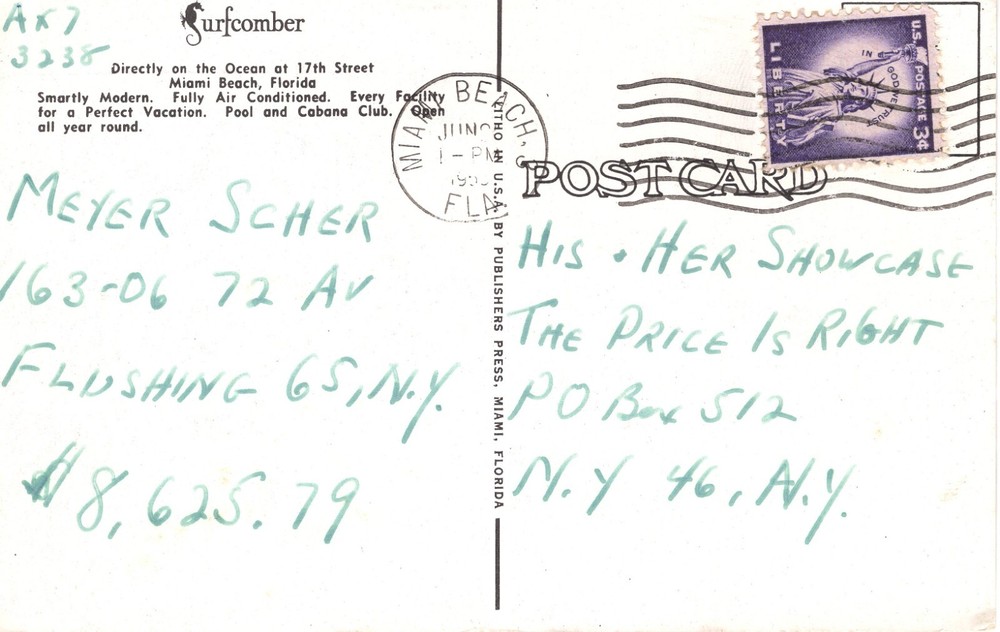 AX7
3238
Surfcomber
Directly on the Ocean at 17th Street
Miami Beach, Florida
Smartly Modern. Fully Air Conditioned. Every Facility
for a Perfect Vacation. Pool and Cabana Club. Open
all year round.
MEYER SCHER
163-06 72 AV
FLUSHING 65, N.Y.
$8,625.79
MIAMI BEACH,
JUN
1-PM
FLA
LITHO IN U.S.A. BY PUBLISHERS PRESS, MIAMI, FLORIDA
U.S. POSTAGE 3¢
IN GOD WE TRUST
LIBERTY
POST CARD
HIS + HER SHOWCASE
THE PRICE IS RIGHT
PO Box 512
N.Y 46, N.Y.